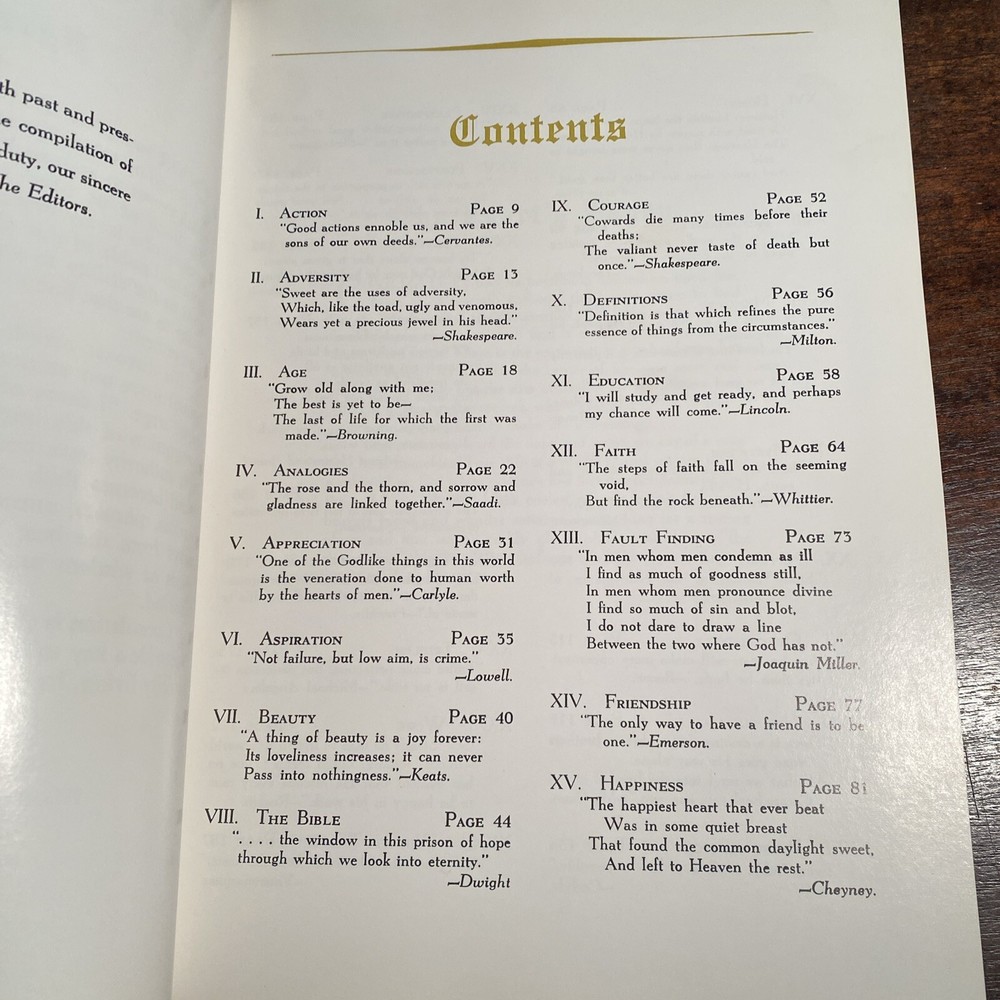 th past and pres-
e compilation of
duty, our sincere
he Editors.
Contents
I. Action Page 9
"Good actions ennoble us, and we are the
sons of our own deeds."—Cervantes.
II. Adversity Page 13
"Sweet are the uses of adversity,
Which, like the toad, ugly and venomous,
Wears yet a precious jewel in his head."
—Shakespeare.
III. Age Page 18
"Grow old along with me;
The best is yet to be—
The last of life for which the first was
made."—Browning.
IV. Analogies Page 22
"The rose and the thorn, and sorrow and
gladness are linked together."—Saadi.
V. Appreciation Page 31
"One of the Godlike things in this world
is the veneration done to human worth
by the hearts of men."—Carlyle.
VI. Aspiration Page 35
"Not failure, but low aim, is crime."
—Lowell.
VII. Beauty Page 40
"A thing of beauty is a joy forever:
Its loveliness increases; it can never
Pass into nothingness."—Keats.
VIII. The Bible Page 44
". . . . the window in this prison of hope
through which we look into eternity."
—Dwight
IX. Courage Page 52
"Cowards die many times before their
deaths;
The valiant never taste of death but
once."—Shakespeare.
X. Definitions Page 56
"Definition is that which refines the pure
essence of things from the circumstances."
—Milton.
XI. Education Page 58
"I will study and get ready, and perhaps
my chance will come."—Lincoln.
XII. Faith Page 64
"The steps of faith fall on the seeming
void,
But find the rock beneath."—Whittier.
XIII. Fault Finding Page 73
"In men whom men condemn as ill
I find as much of goodness still,
In men whom men pronounce divine
I find so much of sin and blot,
I do not dare to draw a line
Between the two where God has not."
—Joaquin Miller.
XIV. Friendship Page 77
"The only way to have a friend is to be
one."—Emerson.
XV. Happiness Page 81
"The happiest heart that ever beat
Was in some quiet breast
That found the common daylight sweet,
And left to Heaven the rest."
—Cheyney.